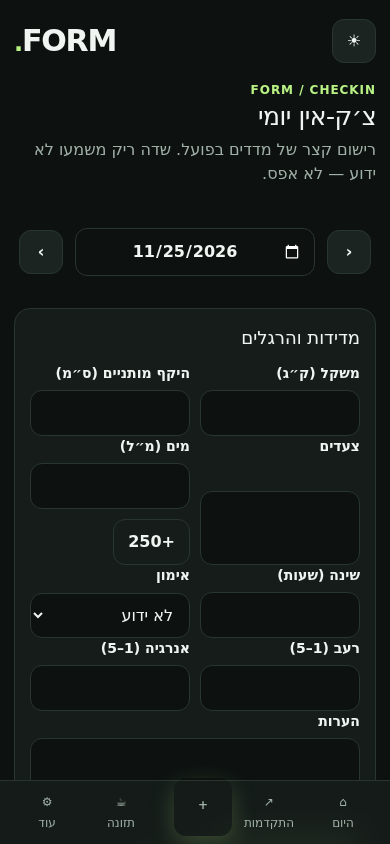 .FORM
FORM / CHECKIN
צ׳ק-אין יומי
רישום קצר של מדדים בפועל. שדה ריק משמעו לא
ידוע — לא אפס.
11/25/2026
מדידות והרגלים
משקל (ק״ג)
היקף מותניים (ס״מ)
צעדים
מים (מ״ל)
250+
שינה (שעות)
אימון
לא ידוע
רעב (1–5)
אנרגיה (1–5)
הערות
היום
התקדמות
+
תזונה
עוד